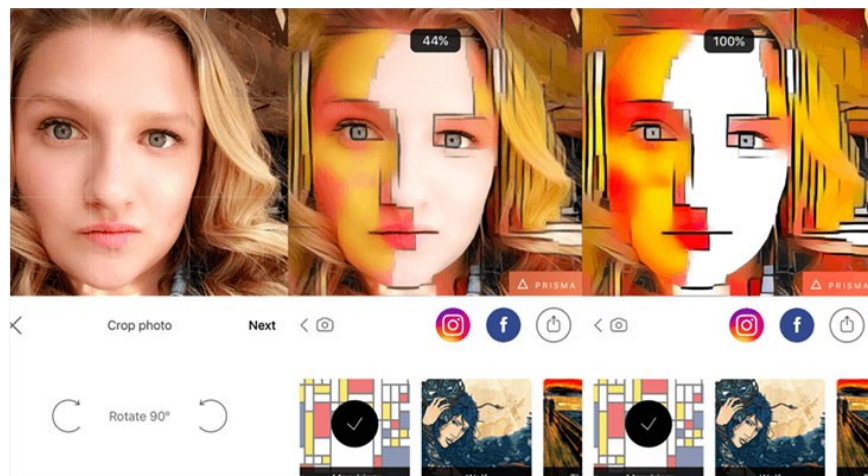 44%
100%
PRISMA
PRISMA
Crop photo
Next
Rotate 90°